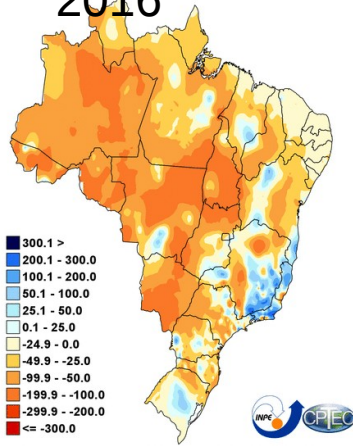 2016
300.1 >
200.1 - 300.0
100.1 - 200.0
50.1 - 100.0
25.1 - 50.0
0.1 - 25.0
-24.9 - 0.0
-49.9 - -25.0
-99.9 - -50.0
-199.9 - -100.0
-299.9 - -200.0
<= -300.0
INPE
CPTEC